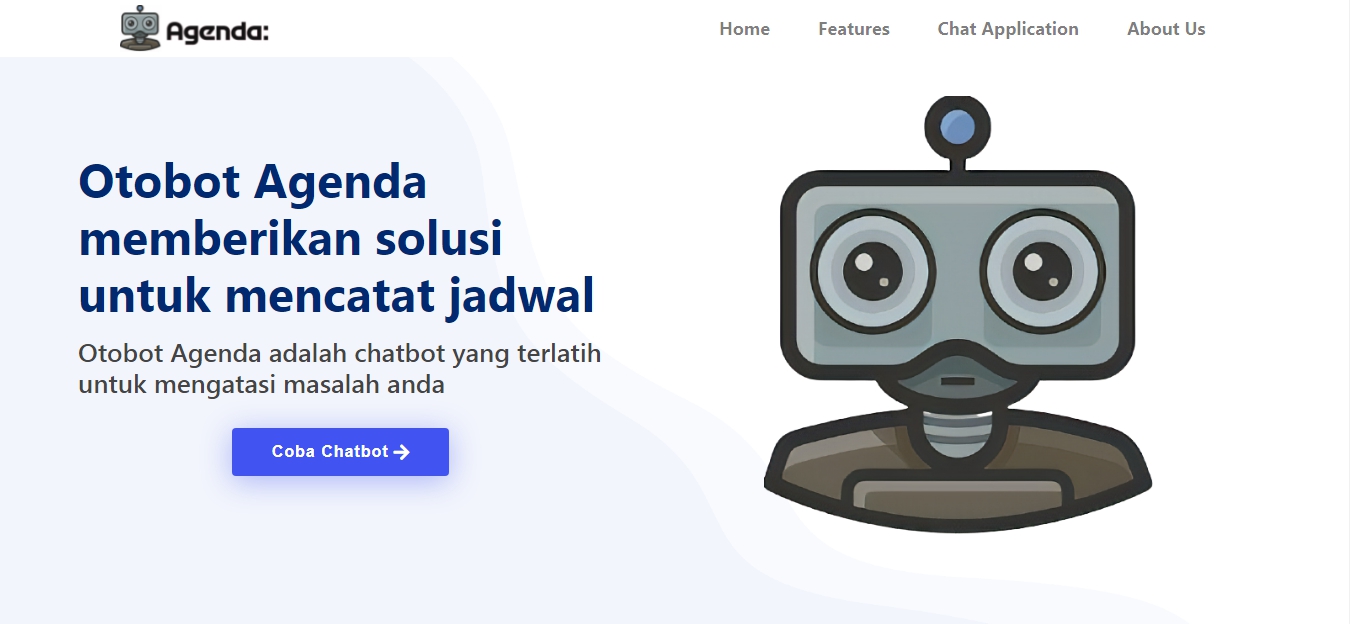 Agenda:
Home
Features
Chat Application
About Us
Otobot Agenda
memberikan solusi
untuk mencatat jadwal
Otobot Agenda adalah chatbot yang terlatih
untuk mengatasi masalah anda
Coba Chatbot